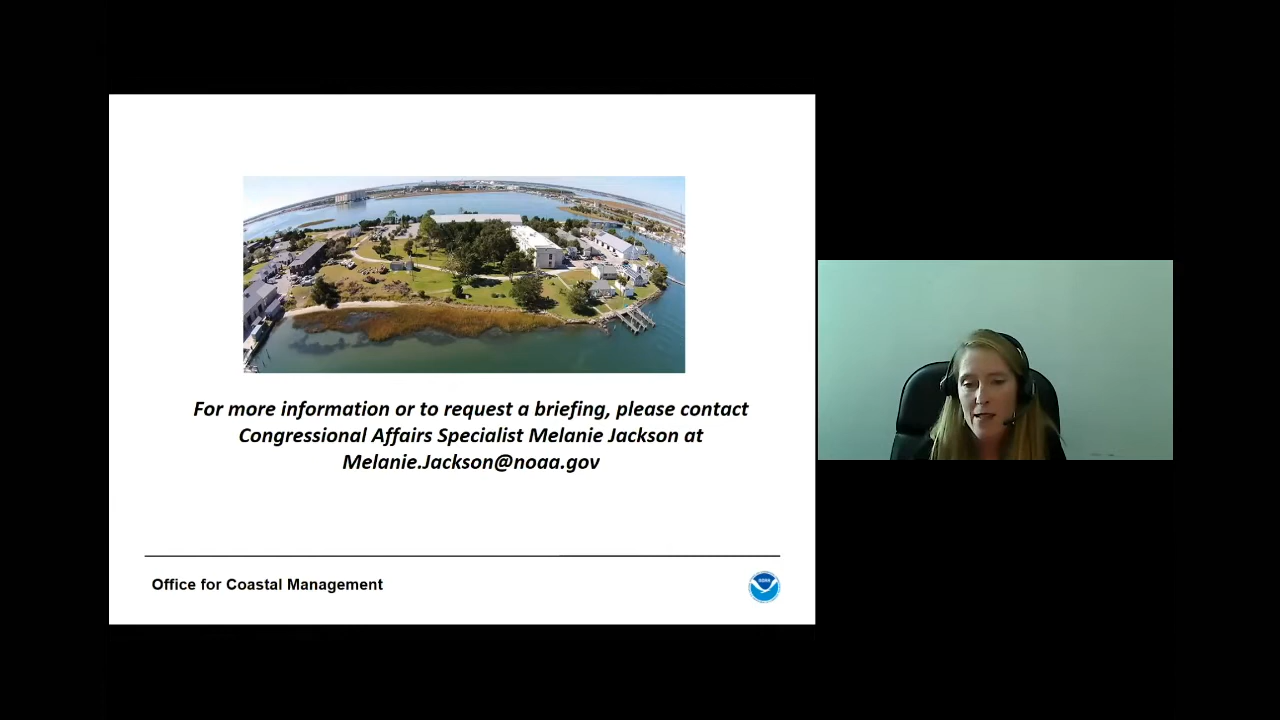 For more information or to request a briefing, please contact
Congressional Affairs Specialist Melanie Jackson at
Melanie.Jackson@noaa.gov
Office for Coastal Management
NOAA